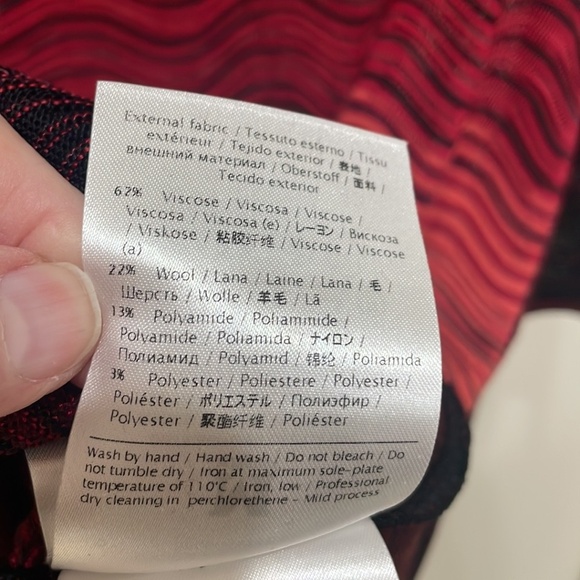 External fabric / Tessuto esterno / Tissu
extérieur / Tejido exterior / 表地 /
внешний материал / Oberstoff / 面料 /
Tecido exterior
62% Viscose / Viscosa / Viscose /
Viscosa / Viscosa (e) / レーヨン / Вискоза
/ Viskose / 粘胶纤维 / Viscose / Viscose
(a)
22% Wool / Lana / Laine / Lana / 毛 /
Шерсть / Wolle / 羊毛 / Lã
13% Polyamide / Poliammide /
Polyamide / Poliamida / ナイロン /
Полиамид / Polyamid / 锦纶 / Poliamida
3% Polyester / Poliestere / Polyester /
Poliéster / ポリエステル / Полиэфир /
Polyester / 聚酯纤维 / Poliéster
Wash by hand / Hand wash / Do not bleach / Do
not tumble dry / Iron at maximum sole-plate
temperature of 110°C / Iron, low / Professional
dry cleaning in perchlorethene - Mild process